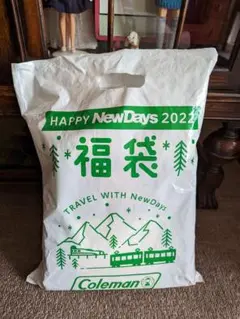 HAPPY NewDays 2022
福袋
TRAVEL WITH NewDays
Coleman